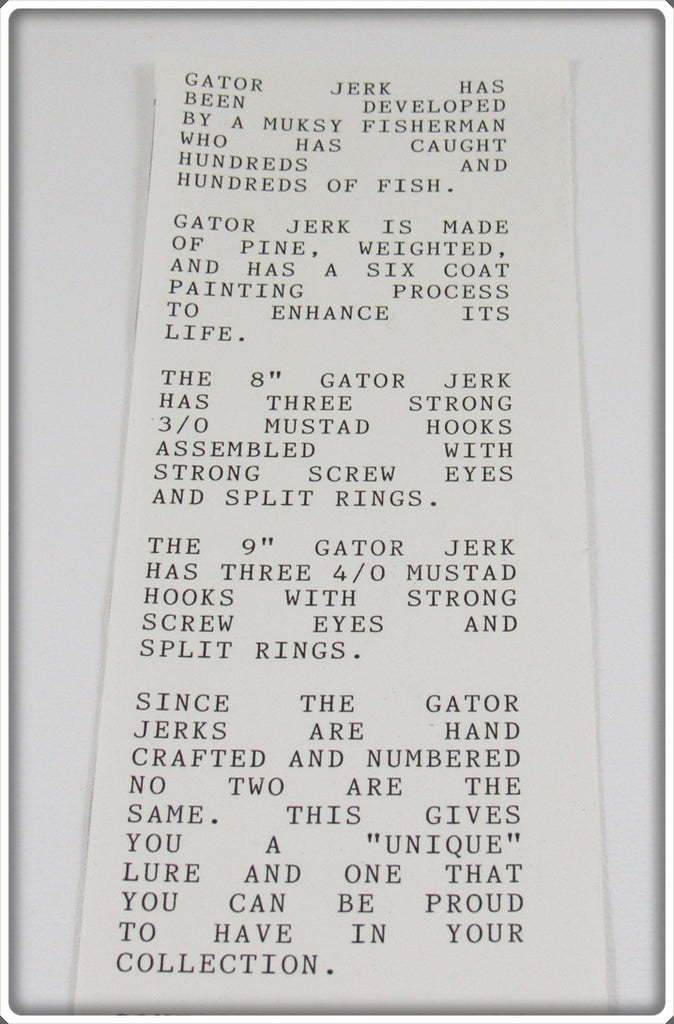 GATOR JERK HAS
BEEN DEVELOPED
BY A MUKSY FISHERMAN
WHO HAS CAUGHT
HUNDREDS AND
HUNDREDS OF FISH.
GATOR JERK IS MADE
OF PINE, WEIGHTED,
AND HAS A SIX COAT
PAINTING PROCESS
TO ENHANCE ITS
LIFE.
THE 8" GATOR JERK
HAS THREE STRONG
3/O MUSTAD HOOKS
ASSEMBLED WITH
STRONG SCREW EYES
AND SPLIT RINGS.
THE 9" GATOR JERK
HAS THREE 4/O MUSTAD
HOOKS WITH STRONG
SCREW EYES AND
SPLIT RINGS.
SINCE THE GATOR
JERKS ARE HAND
CRAFTED AND NUMBERED
NO TWO ARE THE
SAME. THIS GIVES
YOU A "UNIQUE"
LURE AND ONE THAT
YOU CAN BE PROUD
TO HAVE IN YOUR
COLLECTION.